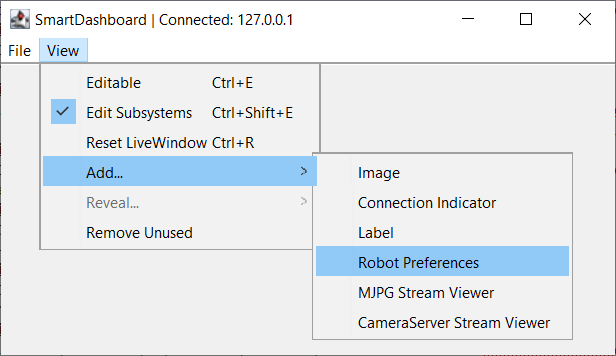 SmartDashboard | Connected: 127.0.0.1
File View
Editable Ctrl+E
Edit Subsystems Ctrl+Shift+E
Reset LiveWindow Ctrl+R
Add...
Reveal...
Remove Unused
Image
Connection Indicator
Label
Robot Preferences
MJPG Stream Viewer
CameraServer Stream Viewer